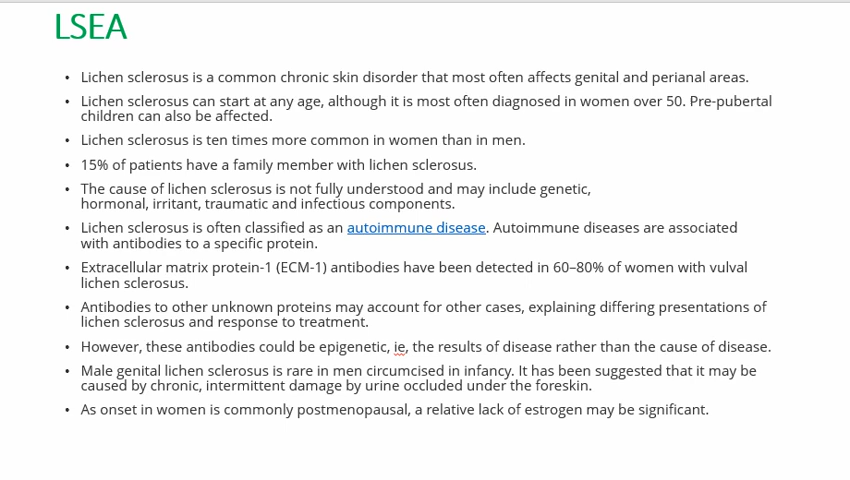 LSEA
• Lichen sclerosus is a common chronic skin disorder that most often affects genital and perianal areas.
• Lichen sclerosus can start at any age, although it is most often diagnosed in women over 50. Pre-pubertal
children can also be affected.
• Lichen sclerosus is ten times more common in women than in men.
• 15% of patients have a family member with lichen sclerosus.
• The cause of lichen sclerosus is not fully understood and may include genetic,
hormonal, irritant, traumatic and infectious components.
• Lichen sclerosus is often classified as an autoimmune disease. Autoimmune diseases are associated
with antibodies to a specific protein.
• Extracellular matrix protein-1 (ECM-1) antibodies have been detected in 60–80% of women with vulval
lichen sclerosus.
• Antibodies to other unknown proteins may account for other cases, explaining differing presentations of
lichen sclerosus and response to treatment.
• However, these antibodies could be epigenetic, ie, the results of disease rather than the cause of disease.
• Male genital lichen sclerosus is rare in men circumcised in infancy. It has been suggested that it may be
caused by chronic, intermittent damage by urine occluded under the foreskin.
• As onset in women is commonly postmenopausal, a relative lack of estrogen may be significant.